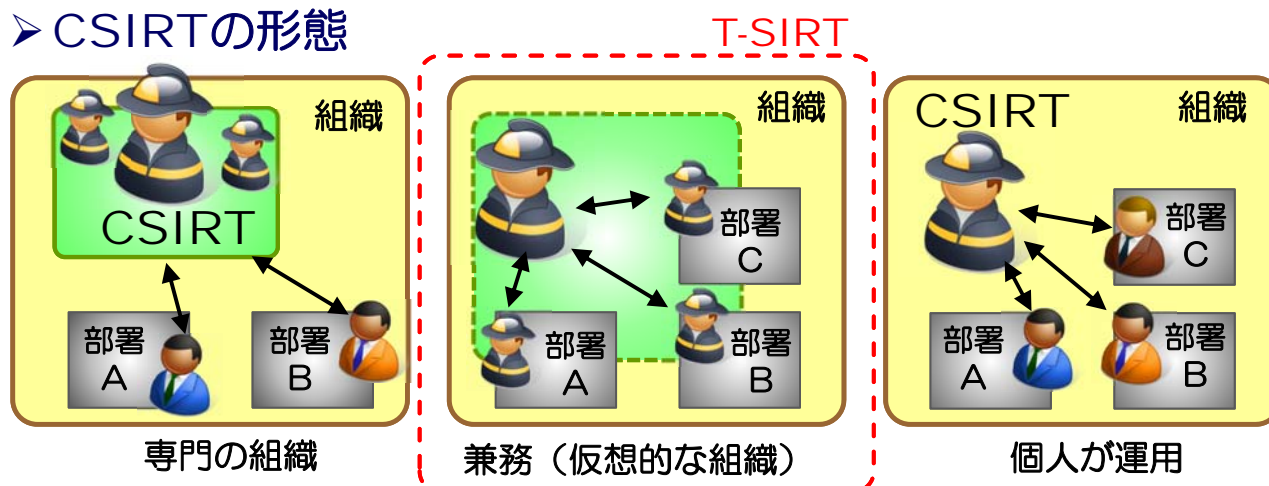 ➢CSIRTの形態
T-SIRT
組織
CSIRT
部署
A
部署
B
専門の組織
組織
部署
C
部署
A
部署
B
兼務（仮想的な組織）
CSIRT
組織
部署
C
部署
A
部署
B
個人が運用